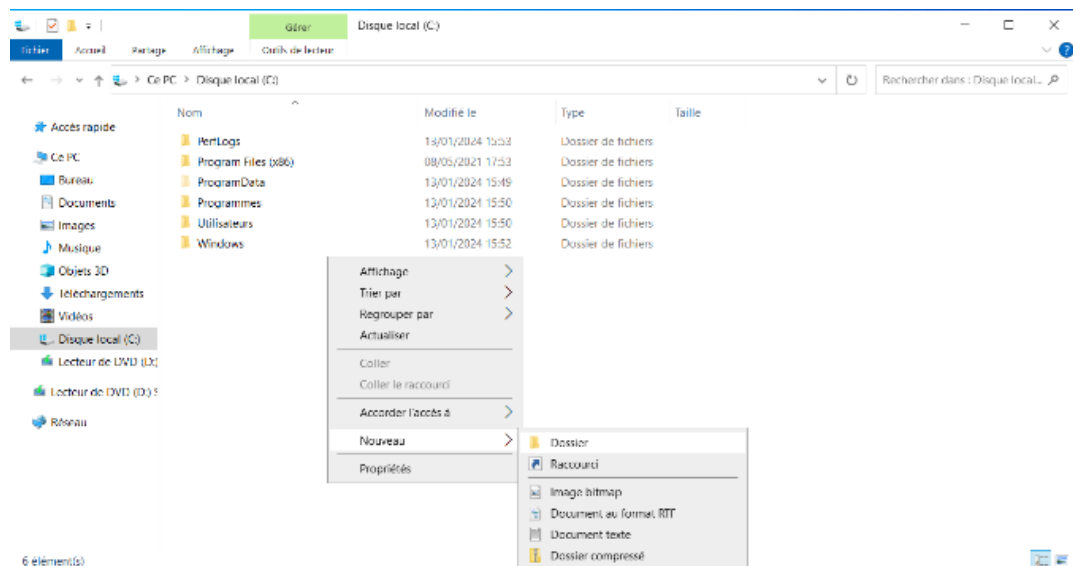 Gérer Disque local (C:)
Fichier Accueil Partage Affichage Outils de lecteur
Ce PC > Disque local (C:)
Rechercher dans : Disque local...
Nom Modifié le Type Taille
PerfLogs 13/01/2024 15:53 Dossier de fichiers
Program Files (x86) 08/05/2021 17:53 Dossier de fichiers
ProgramData 13/01/2024 15:49 Dossier de fichiers
Programmes 13/01/2024 15:50 Dossier de fichiers
Utilisateurs 13/01/2024 15:50 Dossier de fichiers
Windows 13/01/2024 15:52 Dossier de fichiers
Accès rapide
Ce PC
Bureau
Documents
Images
Musique
Objets 3D
Téléchargements
Vidéos
Disque local (C:)
Lecteur de DVD (D:)
Lecteur de DVD (D:) S
Réseau
Affichage
Trier par
Regrouper par
Actualiser
Coller
Coller le raccourci
Accorder l'accès à
Nouveau
Propriétés
Dossier
Raccourci
Image bitmap
Document au format RTF
Document texte
Dossier compressé
6 élément(s)